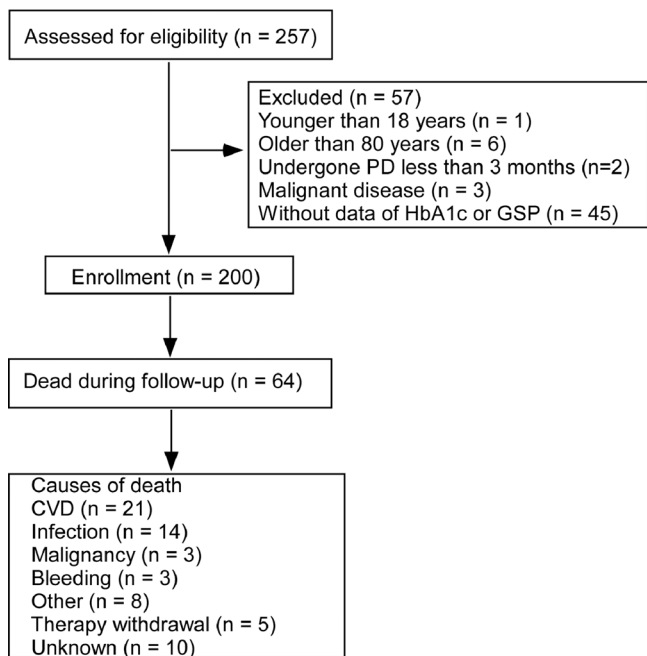 Assessed for eligibility (n = 257)
Excluded (n = 57)
Younger than 18 years (n = 1)
Older than 80 years (n = 6)
Undergone PD less than 3 months (n=2)
Malignant disease (n = 3)
Without data of HbA1c or GSP (n = 45)
Enrollment (n = 200)
Dead during follow-up (n = 64)
Causes of death
CVD (n = 21)
Infection (n = 14)
Malignancy (n = 3)
Bleeding (n = 3)
Other (n = 8)
Therapy withdrawal (n = 5)
Unknown (n = 10)